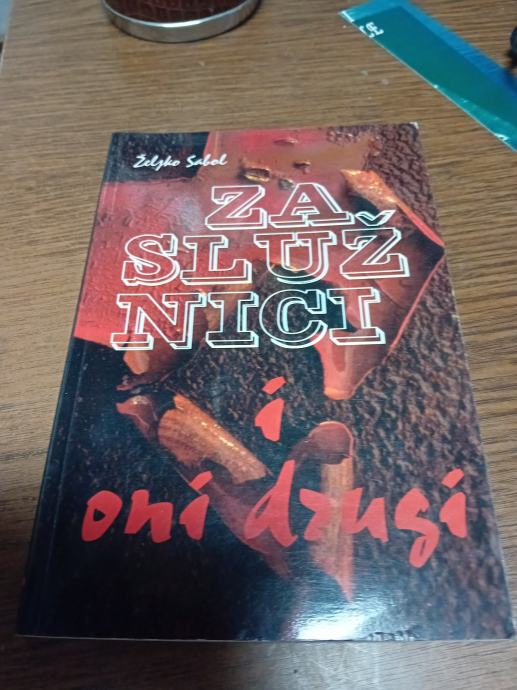 Željko Sabol
ZA
SLUŽ
NICI
i
oni drugi